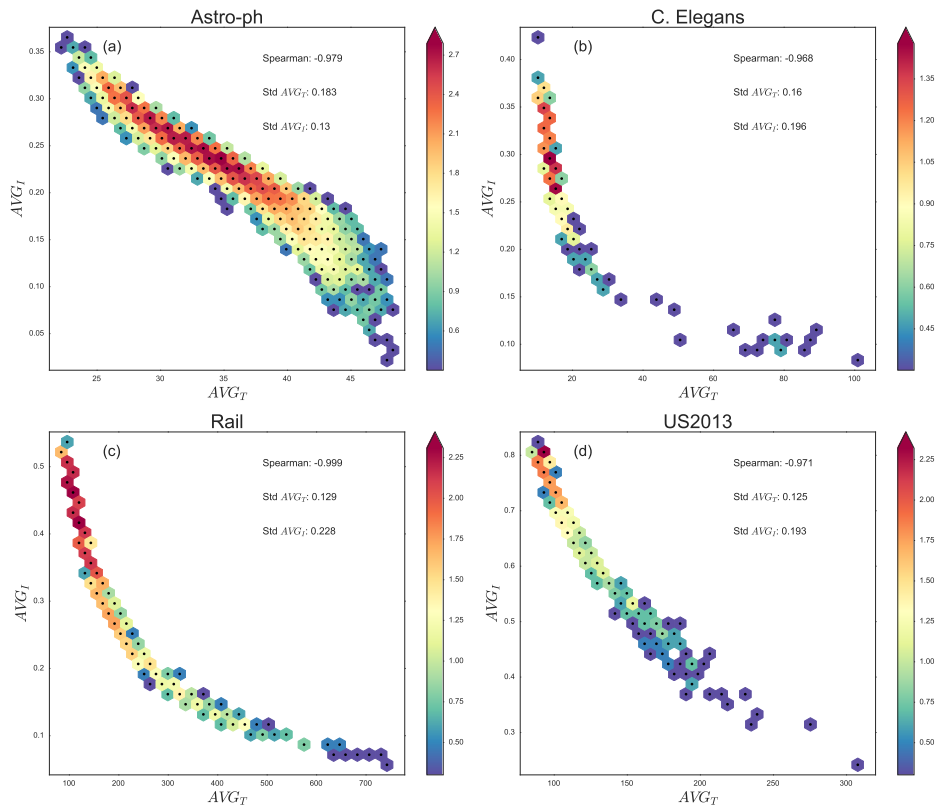 Astro-ph
(a)
Spearman: -0.979
Std AVG_T: 0.183
Std AVG_I: 0.13
AVG_I
0.35
0.30
0.25
0.20
0.15
0.10
0.05
25
30
35
40
45
AVG_T
2.7
2.4
2.1
1.8
1.5
1.2
0.9
0.6
C. Elegans
(b)
Spearman: -0.968
Std AVG_T: 0.16
Std AVG_I: 0.196
AVG_I
0.40
0.35
0.30
0.25
0.20
0.15
0.10
20
40
60
80
100
AVG_T
1.35
1.20
1.05
0.90
0.75
0.60
0.45
Rail
(c)
Spearman: -0.999
Std AVG_T: 0.129
Std AVG_I: 0.228
AVG_I
0.5
0.4
0.3
0.2
0.1
100
200
300
400
500
600
700
AVG_T
2.25
2.00
1.75
1.50
1.25
1.00
0.75
0.50
US2013
(d)
Spearman: -0.971
Std AVG_T: 0.125
Std AVG_I: 0.193
AVG_I
0.8
0.7
0.6
0.5
0.4
0.3
100
150
200
250
300
AVG_T
2.25
2.00
1.75
1.50
1.25
1.00
0.75
0.50